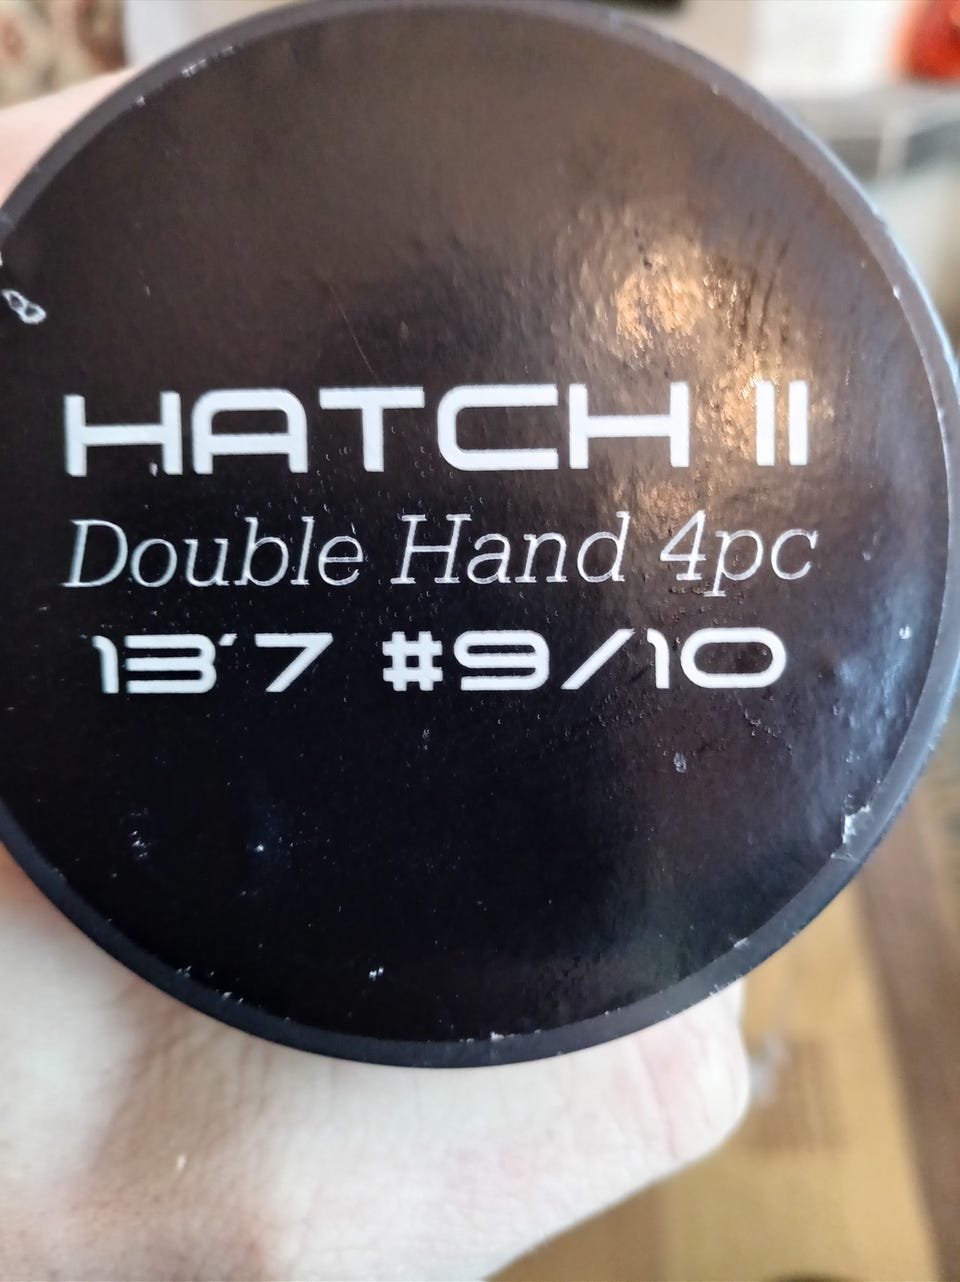 HATCH II
Double Hand 4pc
13'7 #9/10